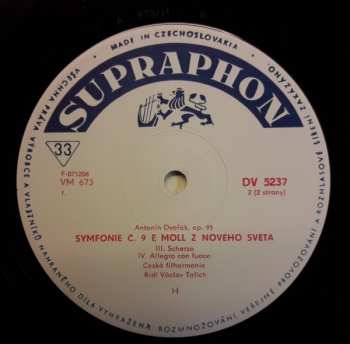 MADE IN CZECHOSLOVAKIA
SUPRAPHON
33
F-071206
VM 673
r.
DV 5237
2 (2 strany)
Antonín Dvořák, op. 95
SYMFONIE Č. 9 E MOLL Z NOVÉHO SVĚTA
III. Scherzo
IV. Allegro con fuoco
Česká filharmonie
Řídí Václav Talich
VŠECHNA PRÁVA VÝROBCE A VLASTNÍKŮ NAHRANÉHO DÍLA VYHRAZENA. ROZMNOŽOVÁNÍ VEŘEJNÉ PROVOZOVÁNÍ A ROZHLASOVÉ ŠÍŘENÍ ZAKÁZÁNO